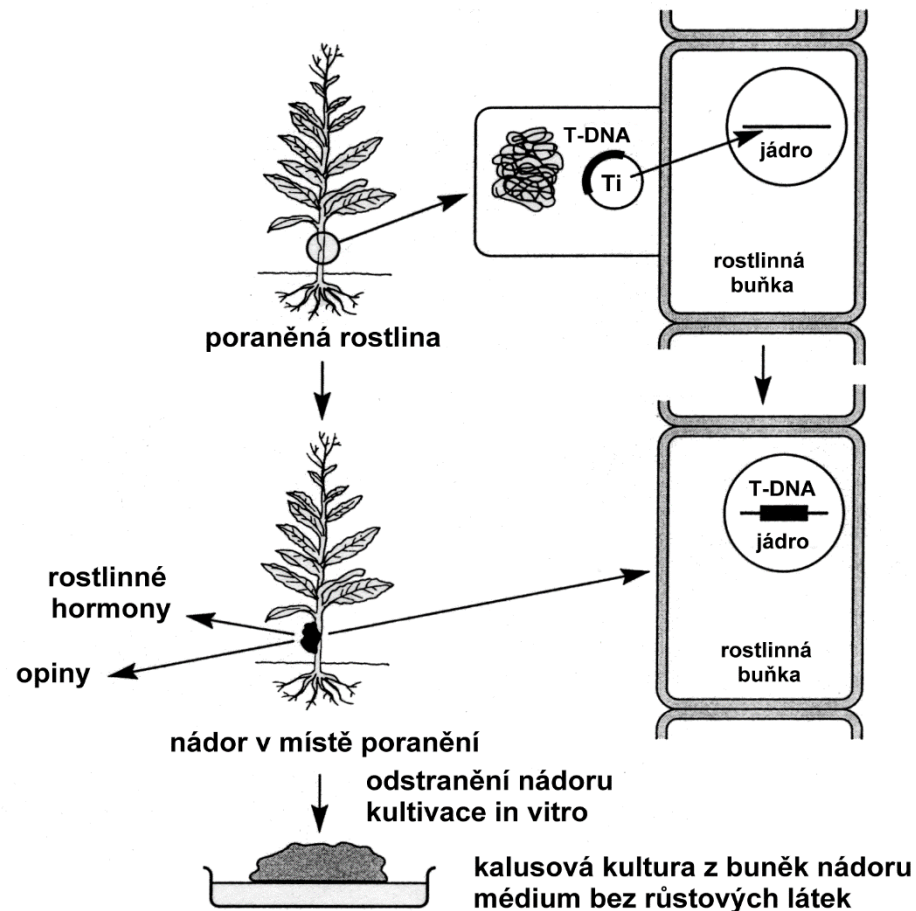 T-DNA
Ti
jádro
rostlinná
buňka
poraněná rostlina
T-DNA
jádro
rostlinné
hormony
opiny
rostlinná
buňka
nádor v místě poranění
odstranění nádoru
kultivace in vitro
kalusová kultura z buněk nádoru
médium bez růstových látek